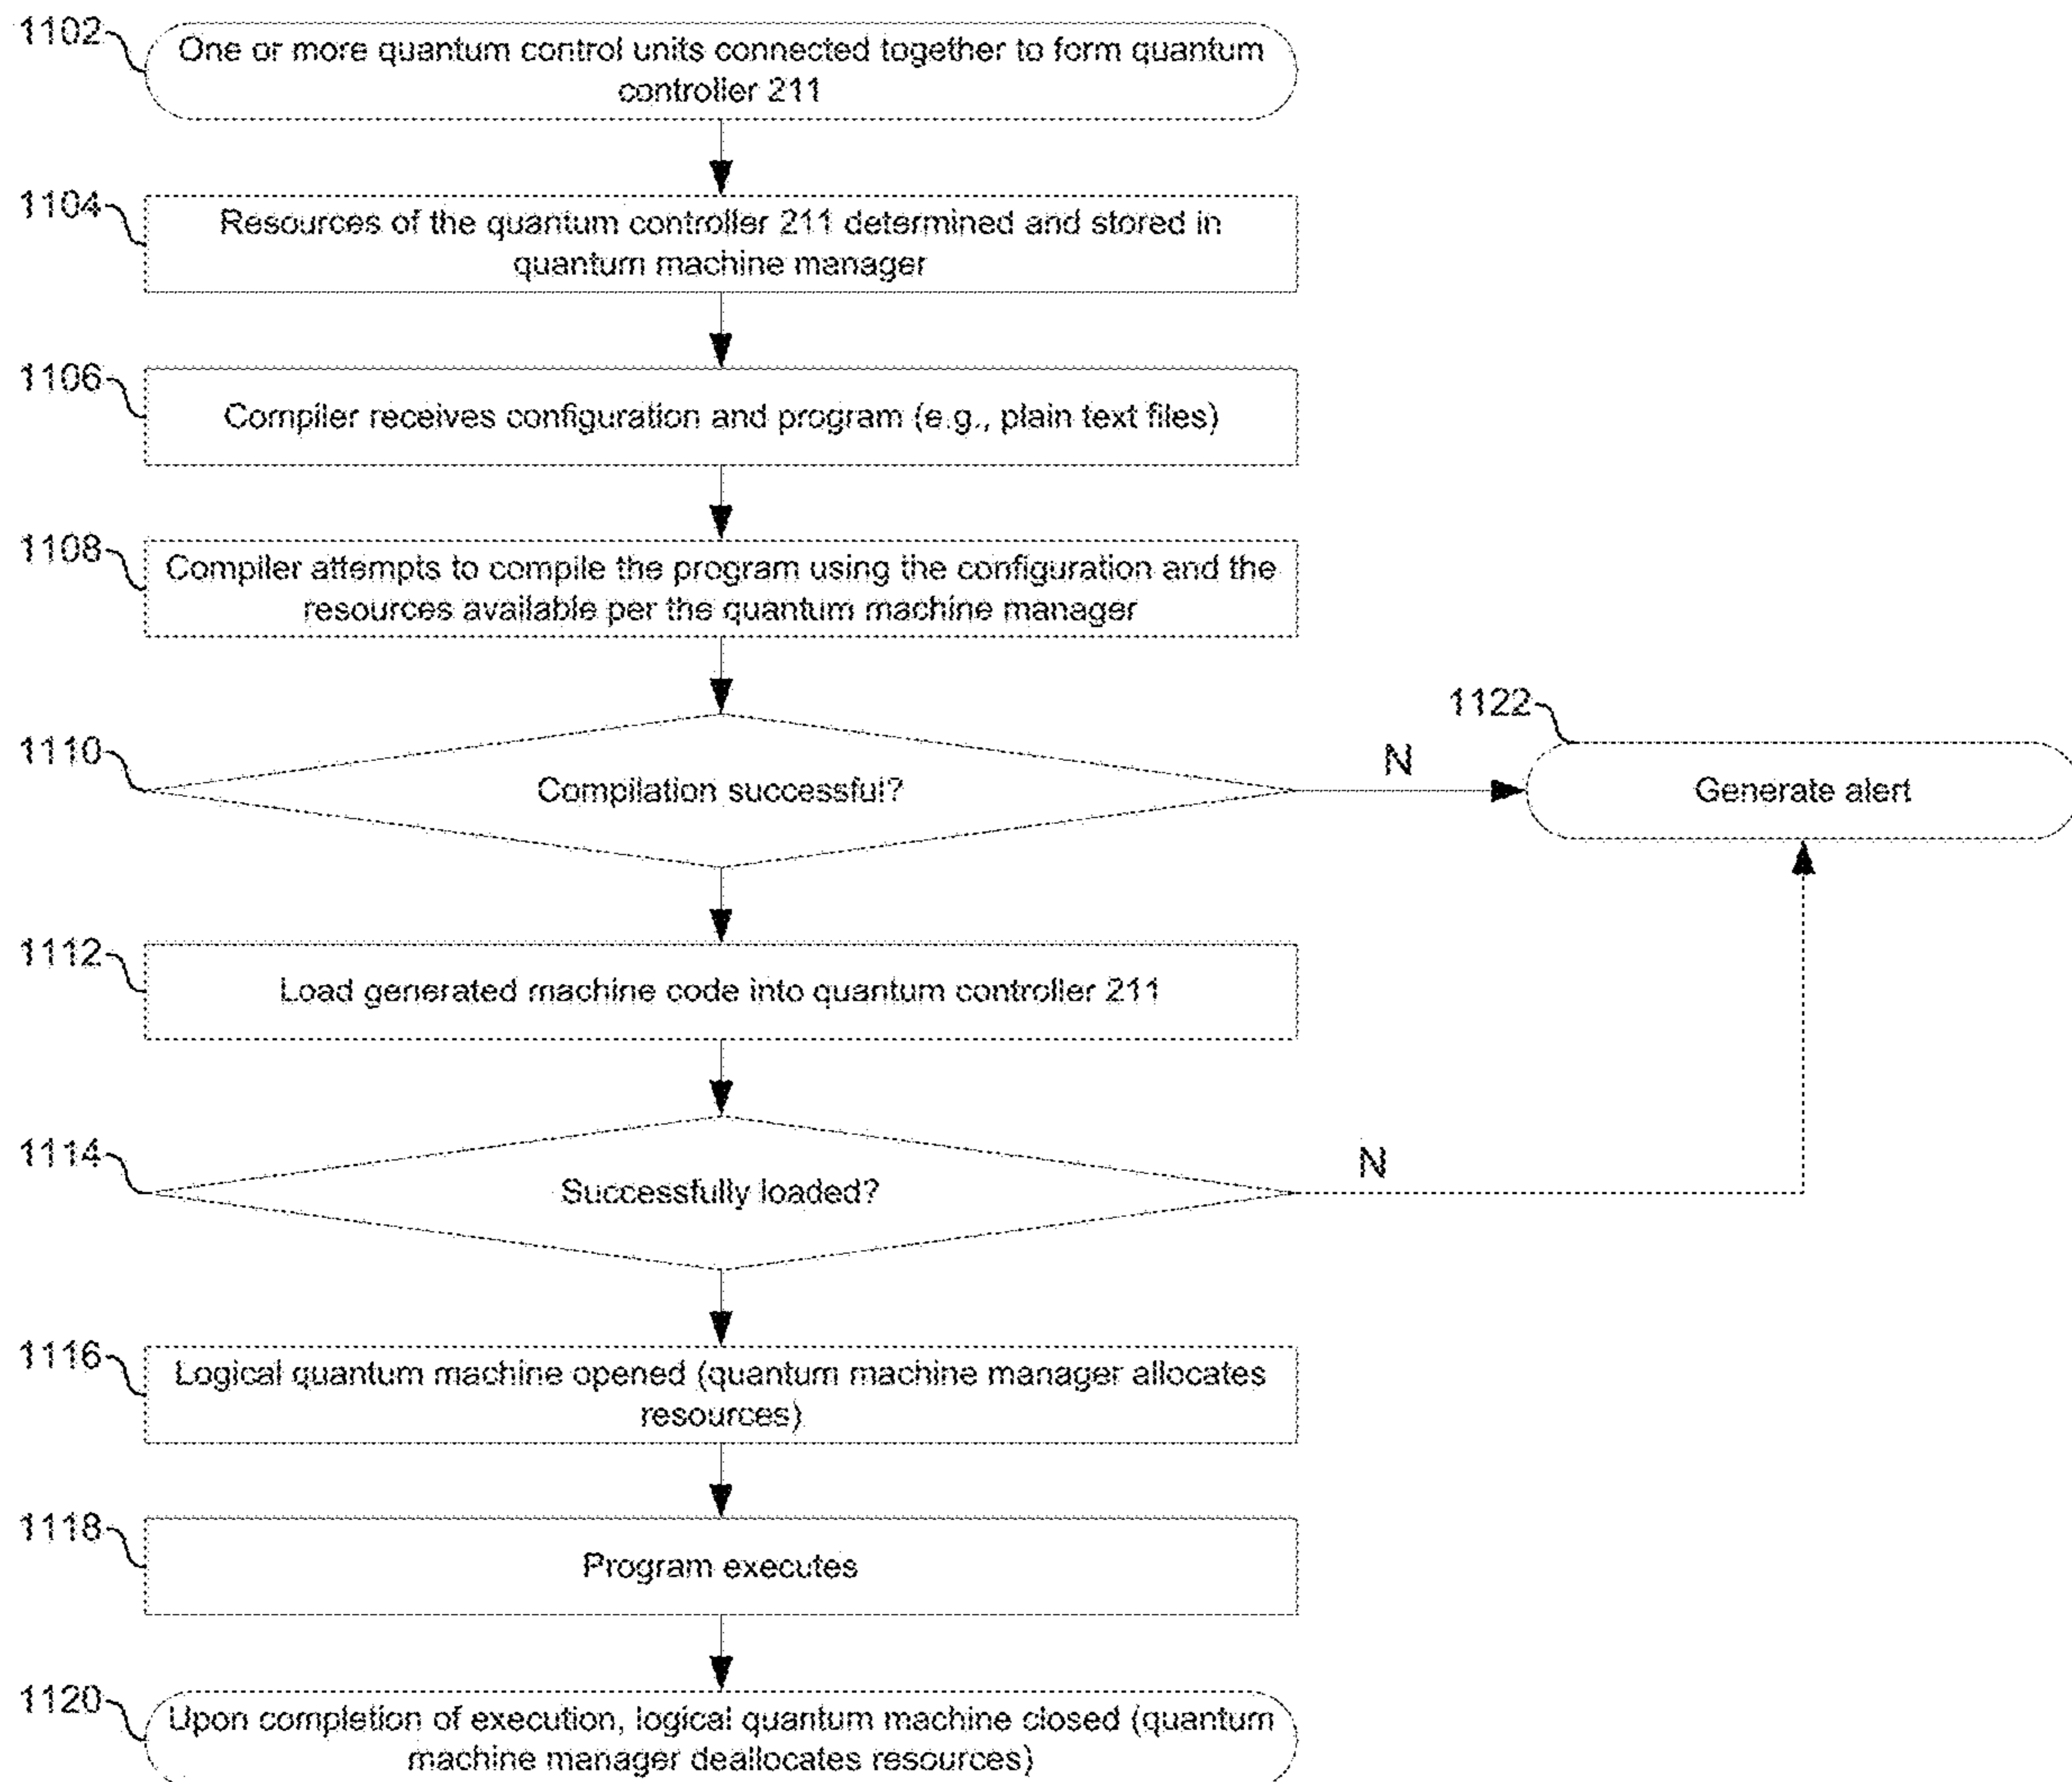 1102
One or more quantum control units connected together to form quantum
controller 211
1104
Resources of the quantum controller 211 determined and stored in
quantum machine manager
1106
Compiler receives configuration and program (e.g., plain text files)
1108
Compiler attempts to compile the program using the configuration and the
resources available per the quantum machine manager
1110
Compilation successful?
N
1122
Generate alert
1112
Load generated machine code into quantum controller 211
1114
Successfully loaded?
N
1116
Logical quantum machine opened (quantum machine manager allocates
resources)
1118
Program executes
1120
Upon completion of execution, logical quantum machine closed (quantum
machine manager deallocates resources)